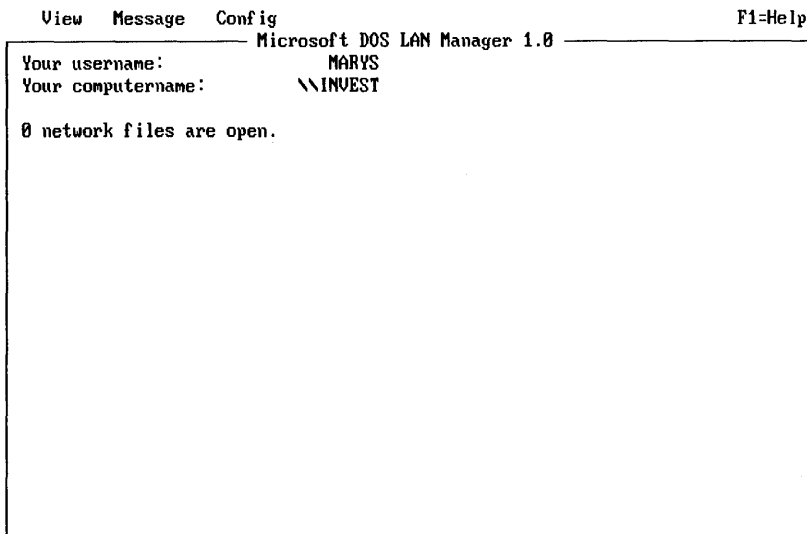 View Message Config F1=Help
Microsoft DOS LAN Manager 1.0
Your username: MARYS
Your computername: \\INVEST
0 network files are open.